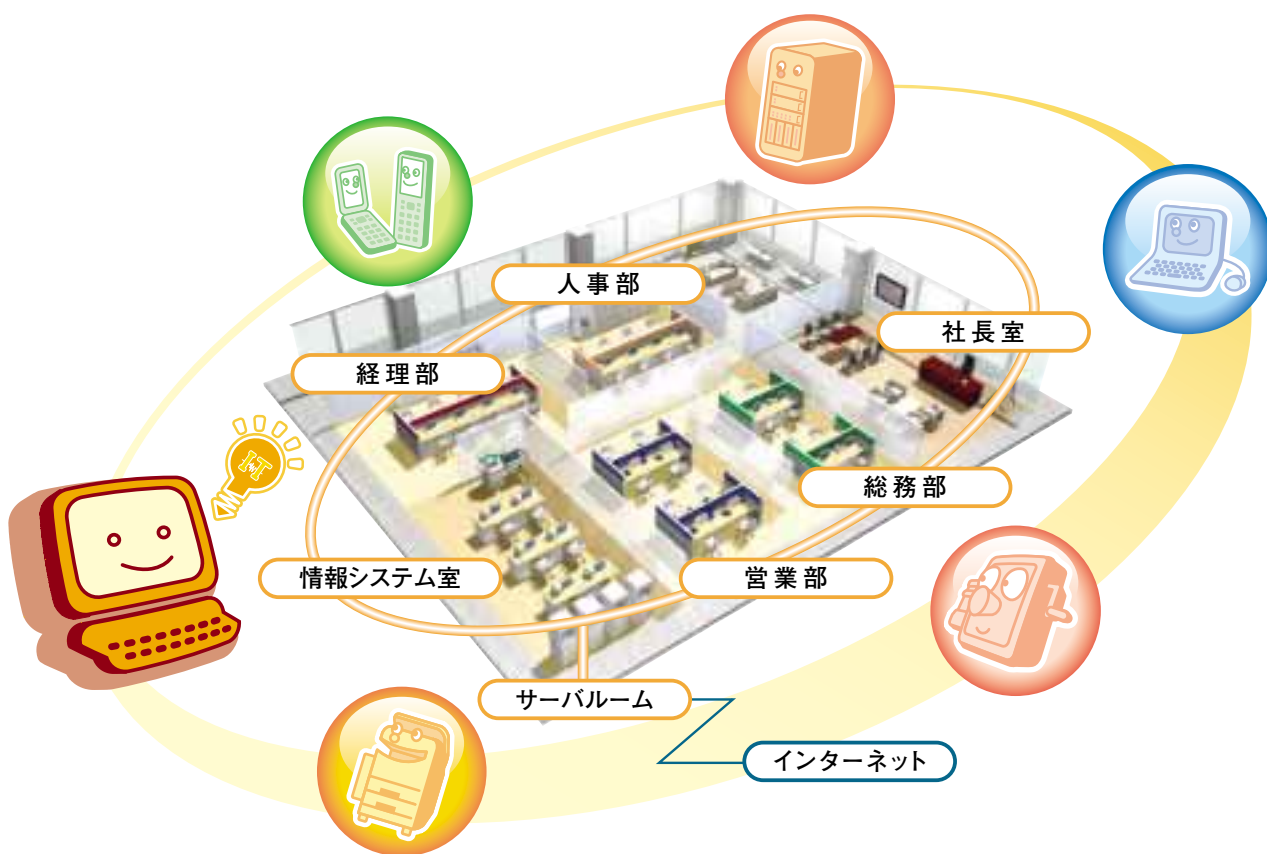 人事部
社長室
経理部
総務部
情報システム室
営業部
サーバルーム
インターネット